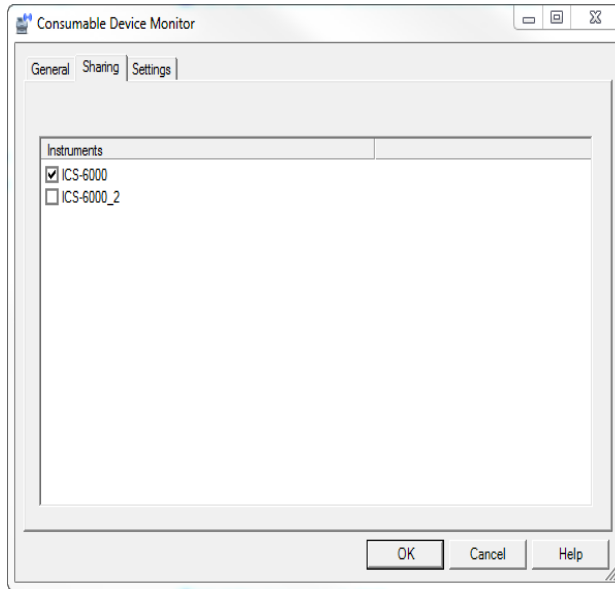 Consumable Device Monitor
General Sharing Settings
Instruments
ICS-6000
ICS-6000_2
OK Cancel Help